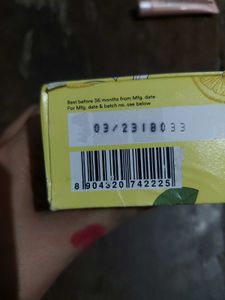 Best before 36 months from Mfg. date
For Mfg. date & batch no. see below
03/2318033
8 904320 742225